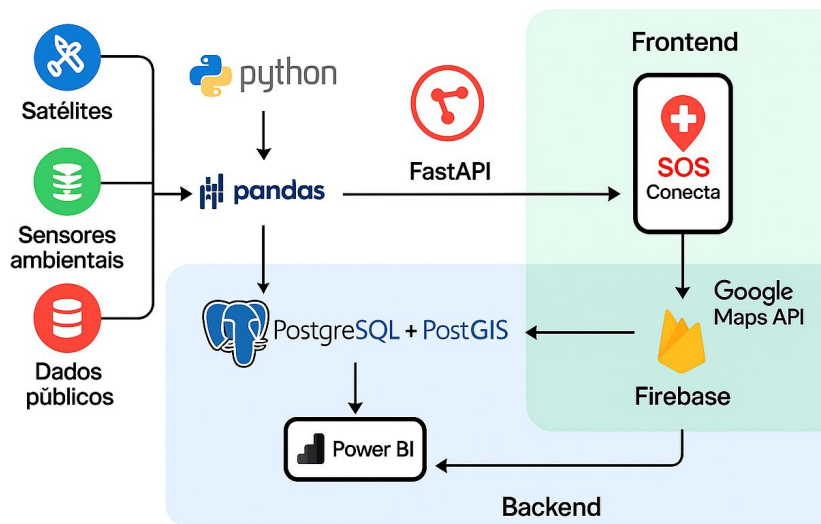 Satélites
Sensores
ambientais
Dados
pǔblicos
python
pandas
FastAPI
Frontend
SOS
Conecta
Google
Maps API
Firebase
PostgreSQL + PostGIS
Power BI
Backend